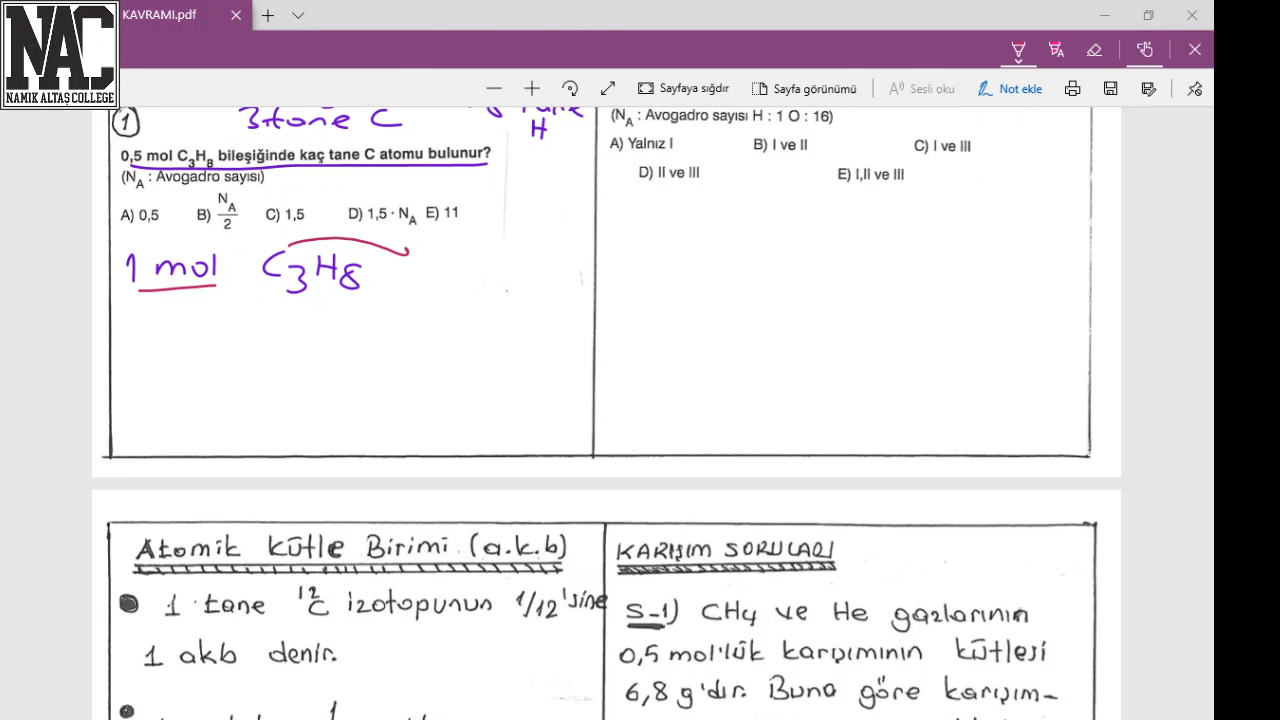 NAC
NAMIK ALTAŞ COLLEGE
KAVRAMI.pdf
Sayfaya sığdır
Sayfa görünümü
Sesli oku
Not ekle
1
3 tane C
tane
H
0,5 mol C3H8 bileşiğinde kaç tane C atomu bulunur?
(NA : Avogadro sayısı)
A) 0,5 B) NA/2 C) 1,5 D) 1,5 · NA E) 11
1 mol C3H8
(NA : Avogadro sayısı H : 1 O : 16)
A) Yalnız I B) I ve II C) I ve III
D) II ve III E) I,II ve III
Atomik Kütle Birimi (a.k.b)
1 tane 12C izotopunun 1/12'sine
1 akb denir.
KARIŞIM SORULARI
S-1) CH4 ve He gazlarının
0,5 mol'lük karışımının kütlesi
6,8 g'dır. Buna göre karışım-